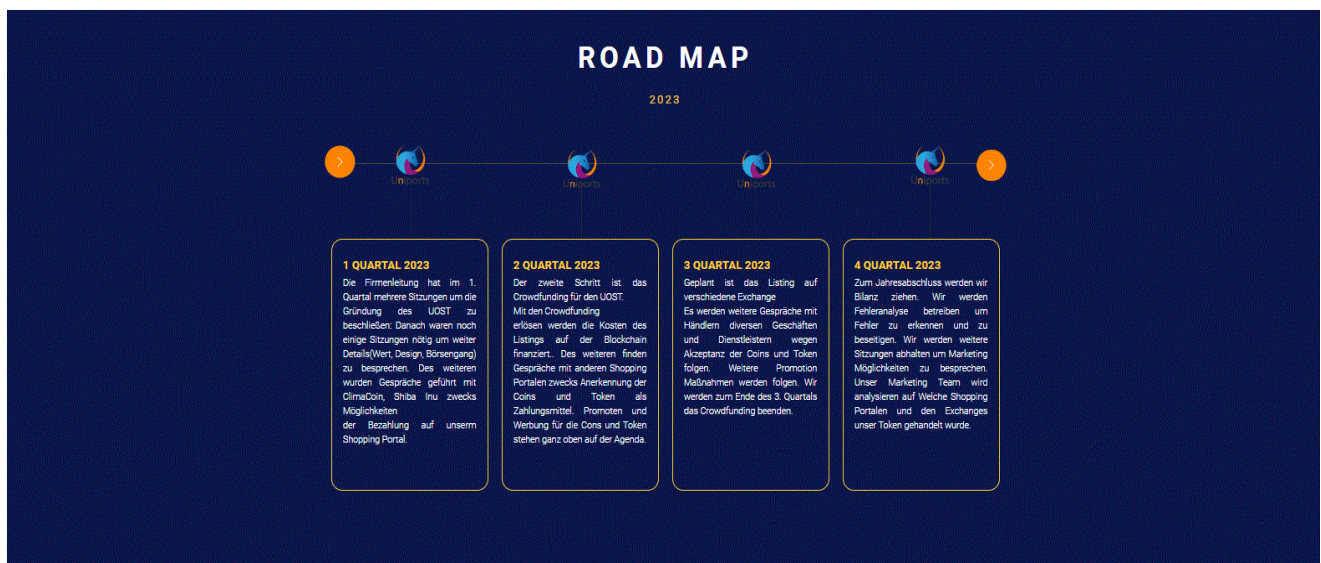 ROAD MAP
2023
Uniports
Uniports
Uniports
Uniports
1 QUARTAL 2023
Die Firmenleitung hat im 1.
Quartal mehrere Sitzungen um die
Gründung des UOST zu
beschließen: Danach waren noch
einige Sitzungen nötig um weiter
Details(Wert, Design, Börsengang)
zu besprechen. Des weiteren
wurden Gespräche geführt mit
ClimaCoin, Shiba Inu zwecks
Möglichkeiten
der Bezahlung auf unserm
Shopping Portal.
2 QUARTAL 2023
Der zweite Schritt ist das
Crowdfunding für den UOST.
Mit den Crowdfunding
erlösen werden die Kosten des
Listings auf der Blockchain
finanziert.. Des weiteren finden
Gespräche mit anderen Shopping
Portalen zwecks Anerkennung der
Coins und Token als
Zahlungsmittel. Promoten und
Werbung für die Cons und Token
stehen ganz oben auf der Agenda.
3 QUARTAL 2023
Geplant ist das Listing auf
verschiedene Exchange
Es werden weitere Gespräche mit
Händlern diversen Geschäften
und Dienstleistern wegen
Akzeptanz der Coins und Token
folgen. Weitere Promotion
Maßnahmen werden folgen. Wir
werden zum Ende des 3. Quartals
das Crowdfunding beenden.
4 QUARTAL 2023
Zum Jahresabschluss werden wir
Bilanz ziehen. Wir werden
Fehleranalyse betreiben um
Fehler zu erkennen und zu
beseitigen. Wir werden weitere
Sitzungen abhalten um Marketing
Möglichkeiten zu besprechen.
Unser Marketing Team wird
analysieren auf Welche Shopping
Portalen und den Exchanges
unser Token gehandelt wurde.